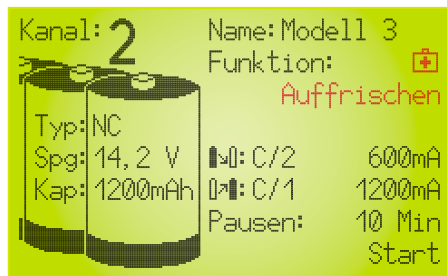 Kanal: 2
Name: Modell 3
Funktion:
Auffrischen
Typ: NC
Spg: 14,2 V
C/2 600mA
Kap: 1200mAh
C/1 1200mA
Pausen: 10 Min
Start